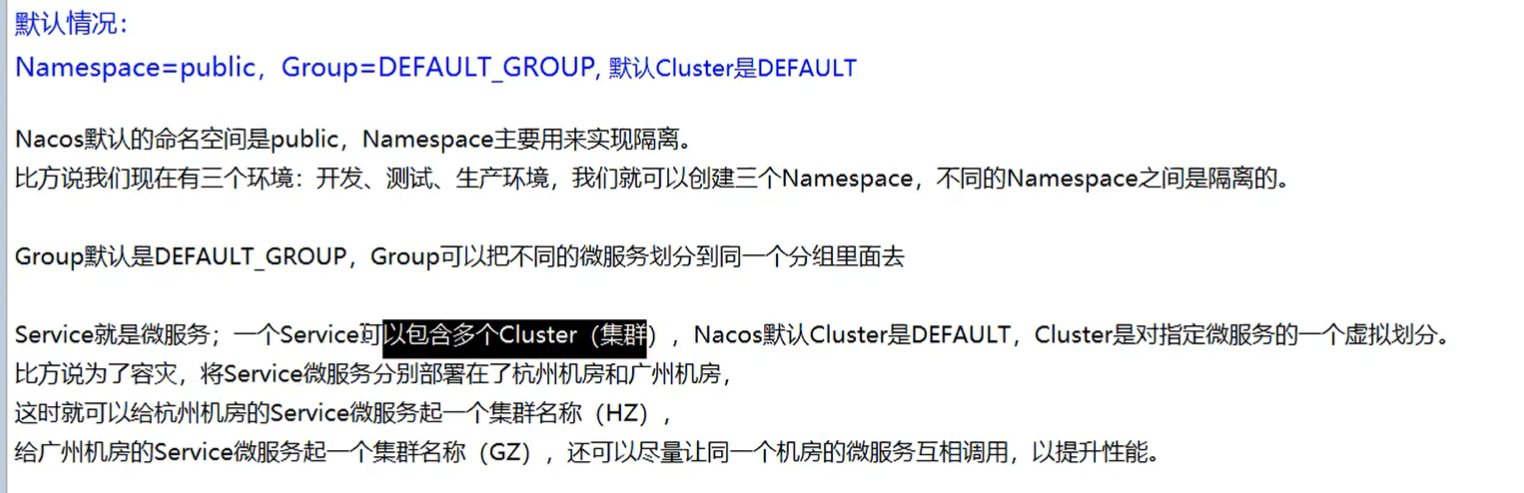 默认情况：
Namespace=public，Group=DEFAULT_GROUP, 默认Cluster是DEFAULT
Nacos默认的命名空间是public，Namespace主要用来实现隔离。
比方说我们现在有三个环境：开发、测试、生产环境，我们就可以创建三个Namespace，不同的Namespace之间是隔离的。
Group默认是DEFAULT_GROUP，Group可以把不同的微服务划分到同一个分组里面去
Service就是微服务；一个Service可以包含多个Cluster（集群），Nacos默认Cluster是DEFAULT，Cluster是对指定微服务的一个虚拟划分。
比方说为了容灾，将Service微服务分别部署在了杭州机房和广州机房，
这时就可以给杭州机房的Service微服务起一个集群名称（HZ），
给广州机房的Service微服务起一个集群名称（GZ），还可以尽量让同一个机房的微服务互相调用，以提升性能。